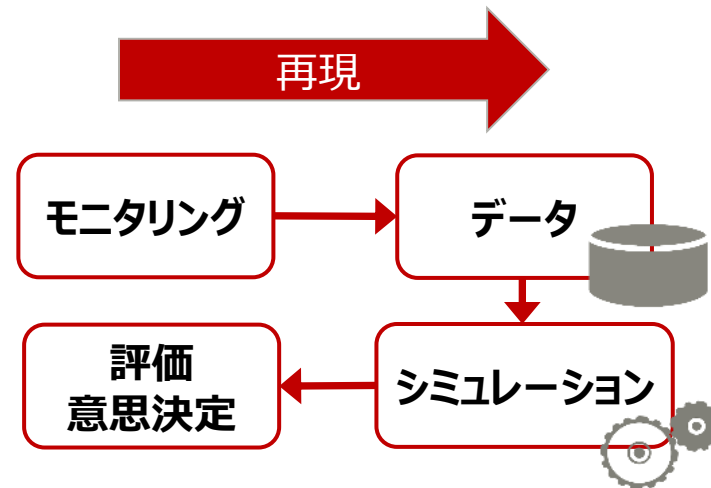 再現
モニタリング
データ
評価
意思決定
シミュレーション